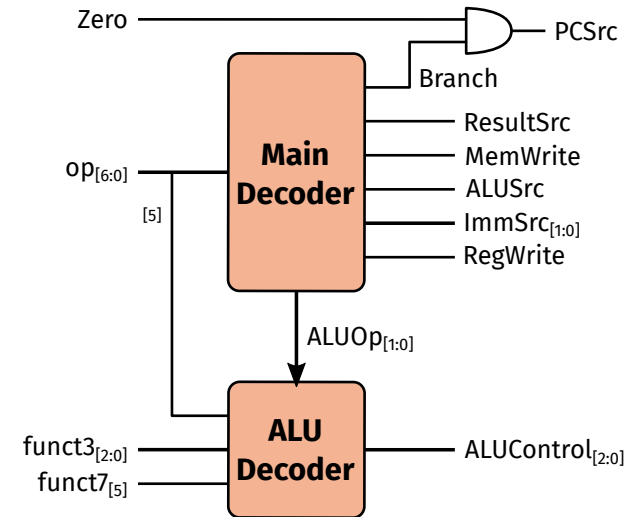 Zero
PCSrc
Branch
ResultSrc
Main
Decoder
MemWrite
op[6:0]
ALUSrc
[5]
ImmSrc[1:0]
RegWrite
ALUOp[1:0]
ALU
Decoder
funct3[2:0]
ALUControl[2:0]
funct7[5]